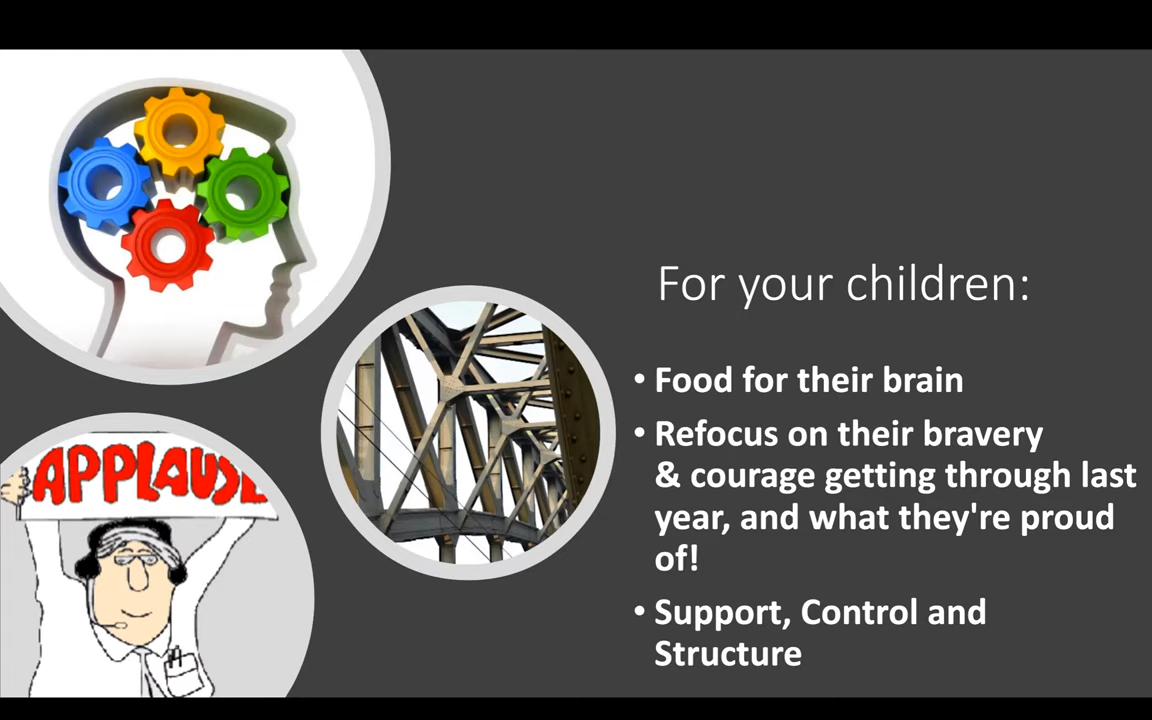 APPLAUSE
For your children:
• Food for their brain
• Refocus on their bravery
& courage getting through last
year, and what they're proud
of!
• Support, Control and
Structure